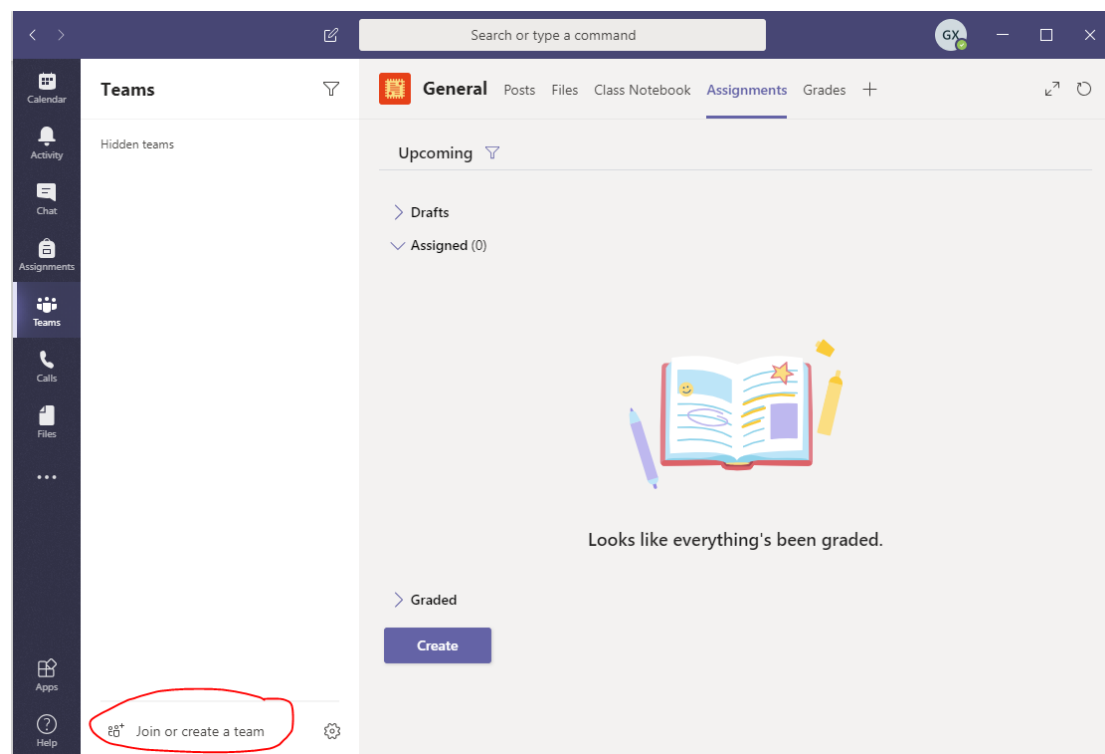 Search or type a command
GX
Calendar
Activity
Chat
Assignments
Teams
Calls
Files
Apps
Help
Teams
Hidden teams
Join or create a team
General Posts Files Class Notebook Assignments Grades
Upcoming
Drafts
Assigned (0)
Looks like everything's been graded.
Graded
Create